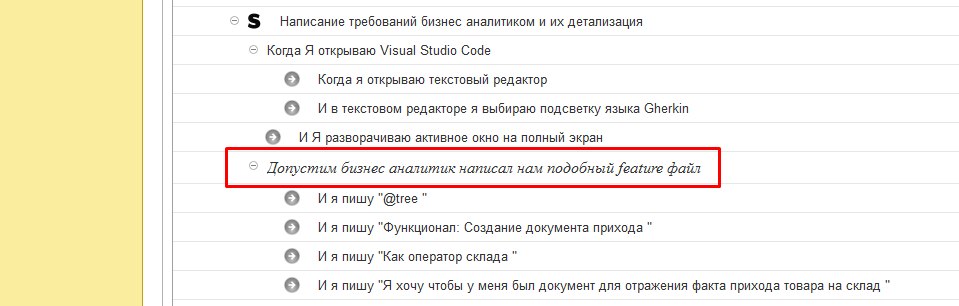 S Написание требований бизнес аналитиком и их детализация
Когда Я открываю Visual Studio Code
Когда я открываю текстовый редактор
И в текстовом редакторе я выбираю подсветку языка Gherkin
И Я разворачиваю активное окно на полный экран
Допустим бизнес аналитик написал нам подобный feature файл
И я пишу "@tree "
И я пишу "Функционал: Создание документа прихода "
И я пишу "Как оператор склада "
И я пишу "Я хочу чтобы у меня был документ для отражения факта прихода товара на склад "